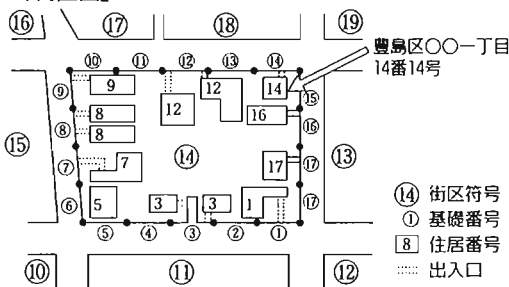 ⑯ ⑰ ⑱ ⑲
⑩ ⑪ ⑫ ⑬ ⑭
豊島区〇〇一丁目
14番14号
⑨ 9 12 12 14 ⑮
8 16 ⑯
⑧ 8
⑮ ⑭ ⑬
⑦ 7 17 ⑰
⑥ 5 3 3 1 ⑰
⑤ ④ ③ ② ①
⑩ ⑪ ⑫
⑭ 街区符号
① 基礎番号
8 住居番号
出入口